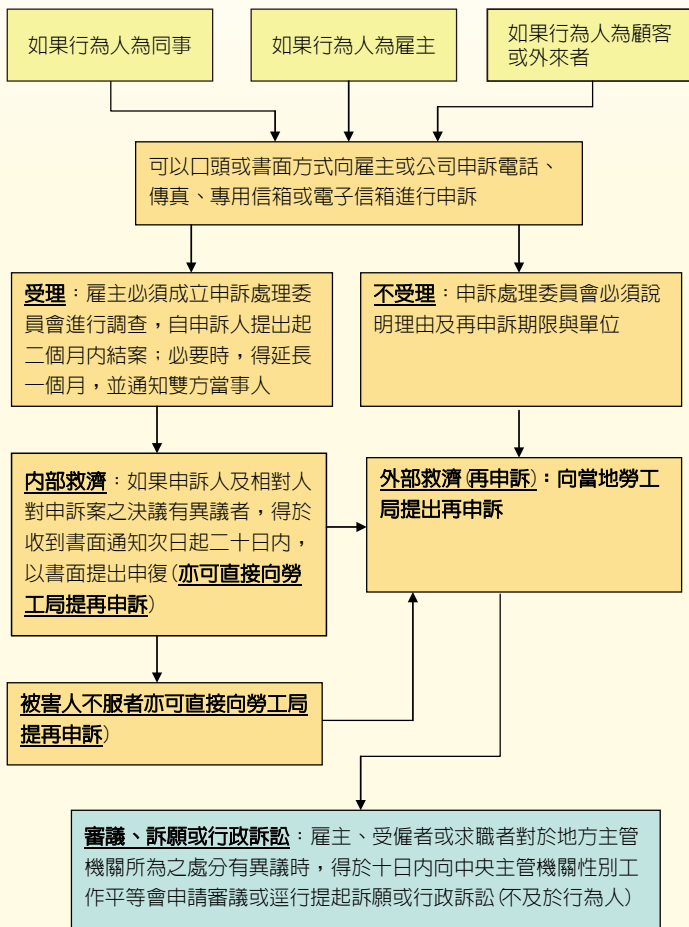 如果行為人為同事
如果行為人為雇主
如果行為人為顧客
或外來者
可以口頭或書面方式向雇主或公司申訴電話、
傳真、專用信箱或電子信箱進行申訴
受理：雇主必須成立申訴處理委
員會進行調查，自申訴人提出起
二個月內結案；必要時，得延長
一個月，並通知雙方當事人
不受理：申訴處理委員會必須說
明理由及再申訴期限與單位
內部救濟：如果申訴人及相對人
對申訴案之決議有異議者，得於
收到書面通知次日起二十日內，
以書面提出申復(亦可直接向勞
工局提再申訴)
外部救濟(再申訴)：向當地勞工
局提出再申訴
被害人不服者亦可直接向勞工局
提再申訴)
審議、訴願或行政訴訟：雇主、受僱者或求職者對於地方主管
機關所為之處分有異議時，得於十日內向中央主管機關性別工
作平等會申請審議或逕行提起訴願或行政訴訟(不及於行為人)